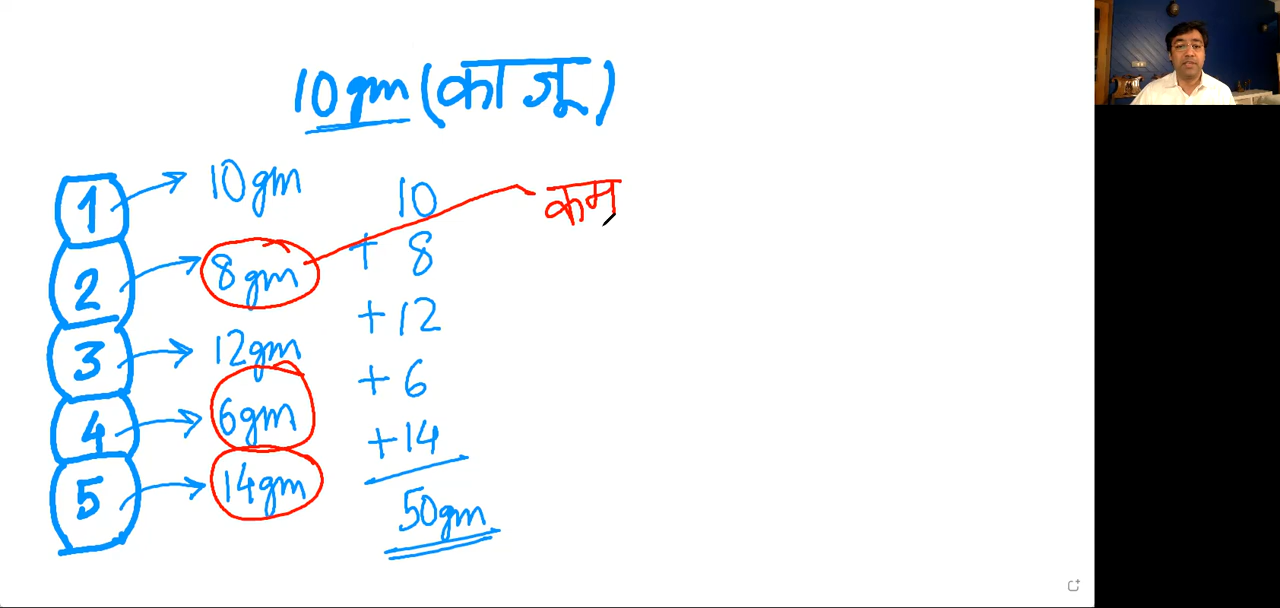 10gm (काजू)
1 → 10gm
2 → 8gm
3 → 12gm
4 → 6gm
5 → 14gm
10
+ 8
+ 12
+ 6
+ 14
50gm
कम